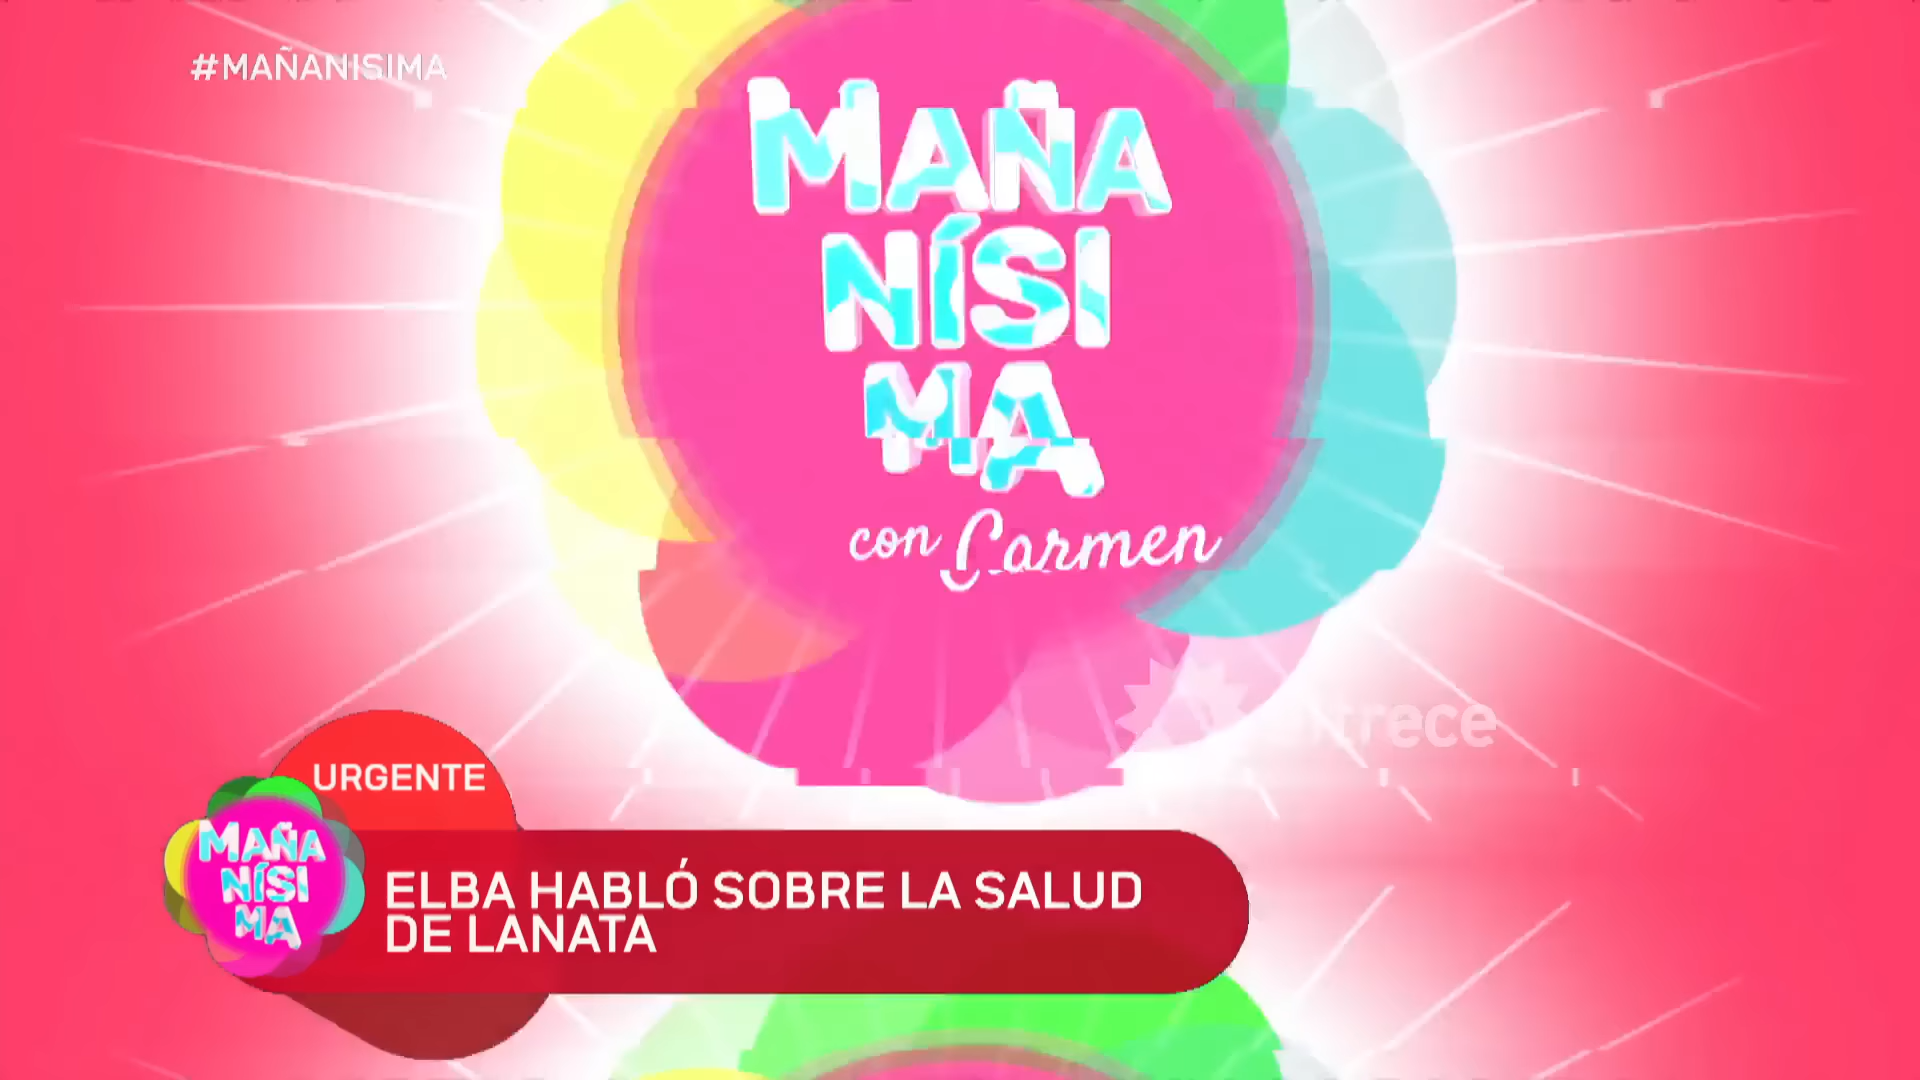 #MAÑANISIMA
MAÑA
NÍSI
MA
con Carmen
eltrece
URGENTE
MAÑA
NÍSI
MA
ELBA HABLÓ SOBRE LA SALUD
DE LANATA